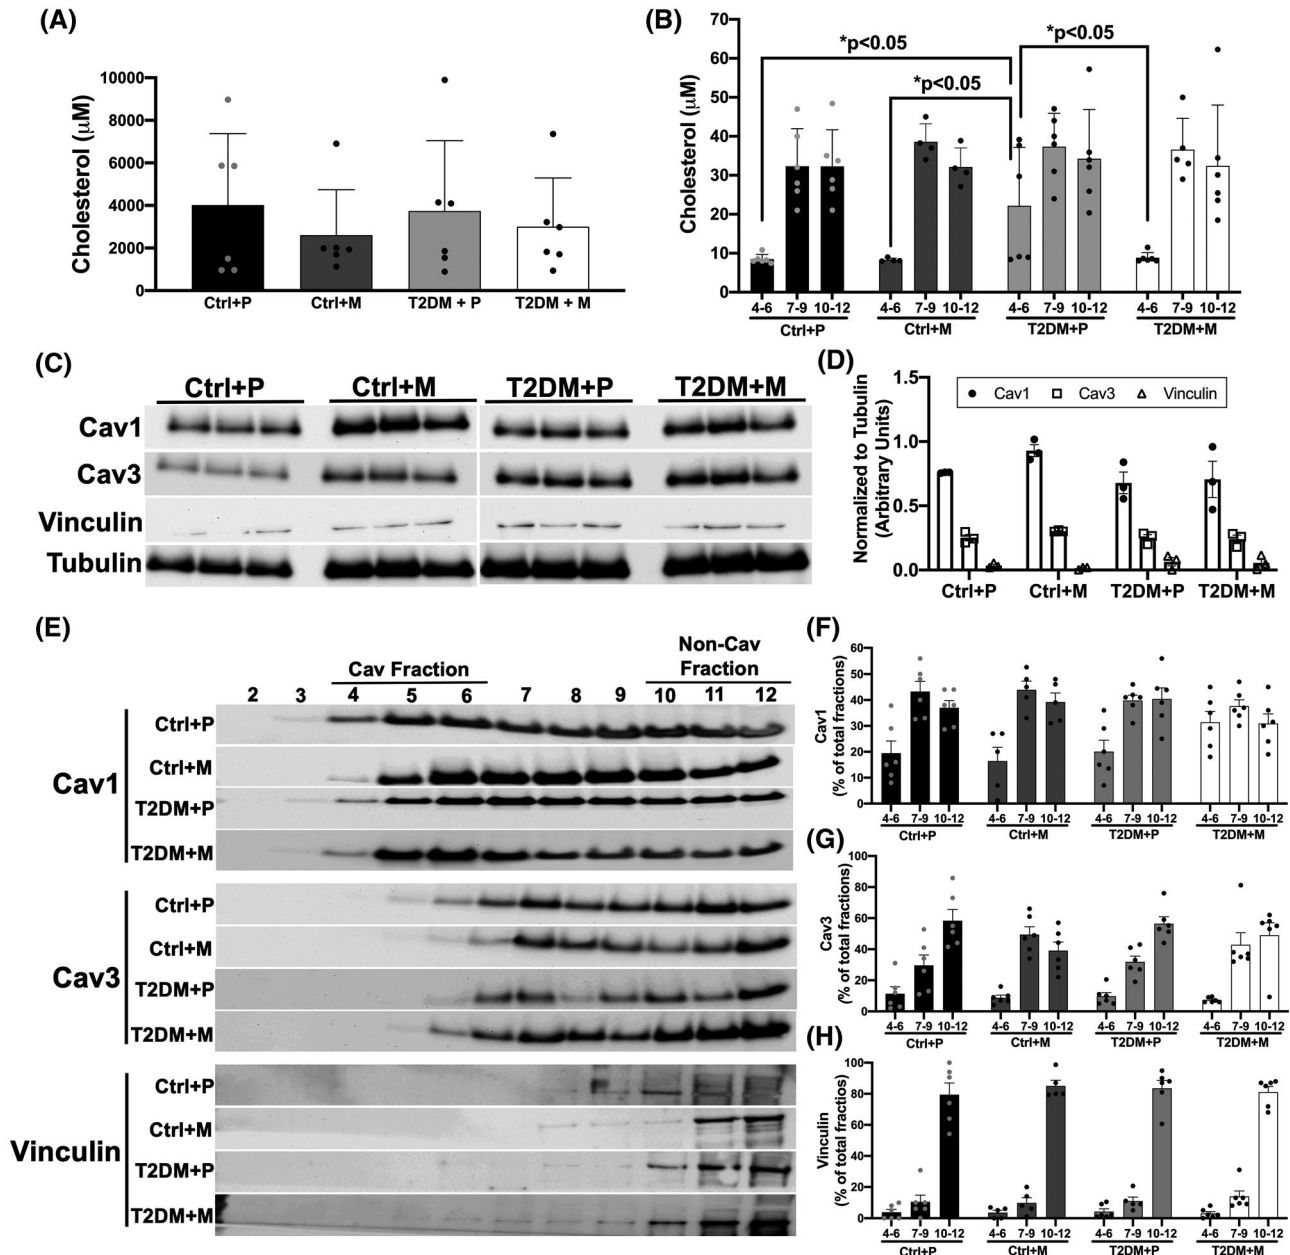 (A)
Cholesterol (µM)
10000
8000
6000
4000
2000
0
Ctrl+P Ctrl+M T2DM + P T2DM + M
(B)
Cholesterol (µM)
70
60
50
40
30
20
10
0
*p<0.05
*p<0.05
*p<0.05
4-6 7-9 10-12 4-6 7-9 10-12 4-6 7-9 10-12 4-6 7-9 10-12
Ctrl+P Ctrl+M T2DM+P T2DM+M
(C)
Ctrl+P Ctrl+M T2DM+P T2DM+M
Cav1
Cav3
Vinculin
Tubulin
(D)
Normalized to Tubulin
(Arbitrary Units)
1.5
1.0
0.5
0.0
Cav1 Cav3 Vinculin
Ctrl+P Ctrl+M T2DM+P T2DM+M
(E)
Cav Fraction
Non-Cav
Fraction
2 3 4 5 6 7 8 9 10 11 12
Cav1
Ctrl+P
Ctrl+M
T2DM+P
T2DM+M
Cav3
Ctrl+P
Ctrl+M
T2DM+P
T2DM+M
Vinculin
Ctrl+P
Ctrl+M
T2DM+P
T2DM+M
(F)
Cav1
(% of total fractions)
60
50
40
30
20
10
0
4-6 7-9 10-12 4-6 7-9 10-12 4-6 7-9 10-12 4-6 7-9 10-12
Ctrl+P Ctrl+M T2DM+P T2DM+M
(G)
Cav3
(% of total fractions)
100
80
60
40
20
0
4-6 7-9 10-12 4-6 7-9 10-12 4-6 7-9 10-12 4-6 7-9 10-12
Ctrl+P Ctrl+M T2DM+P T2DM+M
(H)
Vinculin
(% of total fractios)
100
80
60
40
20
0
4-6 7-9 10-12 4-6 7-9 10-12 4-6 7-9 10-12 4-6 7-9 10-12
Ctrl+P Ctrl+M T2DM+P T2DM+M